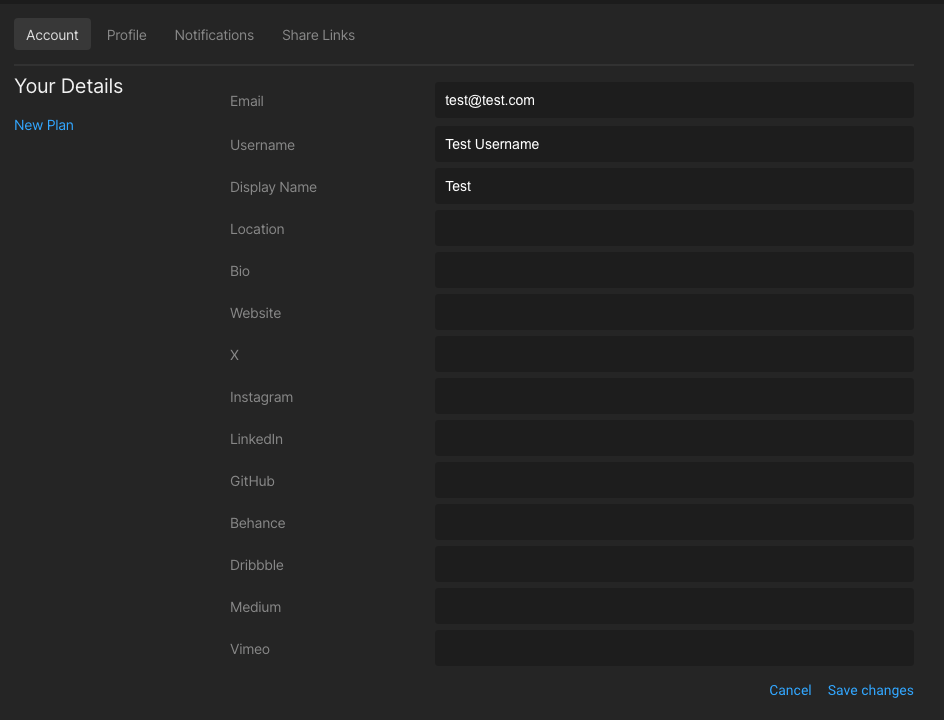 Account Profile Notifications Share Links
Your Details
New Plan
Email test@test.com
Username Test Username
Display Name Test
Location
Bio
Website
X
Instagram
LinkedIn
GitHub
Behance
Dribbble
Medium
Vimeo
Cancel Save changes